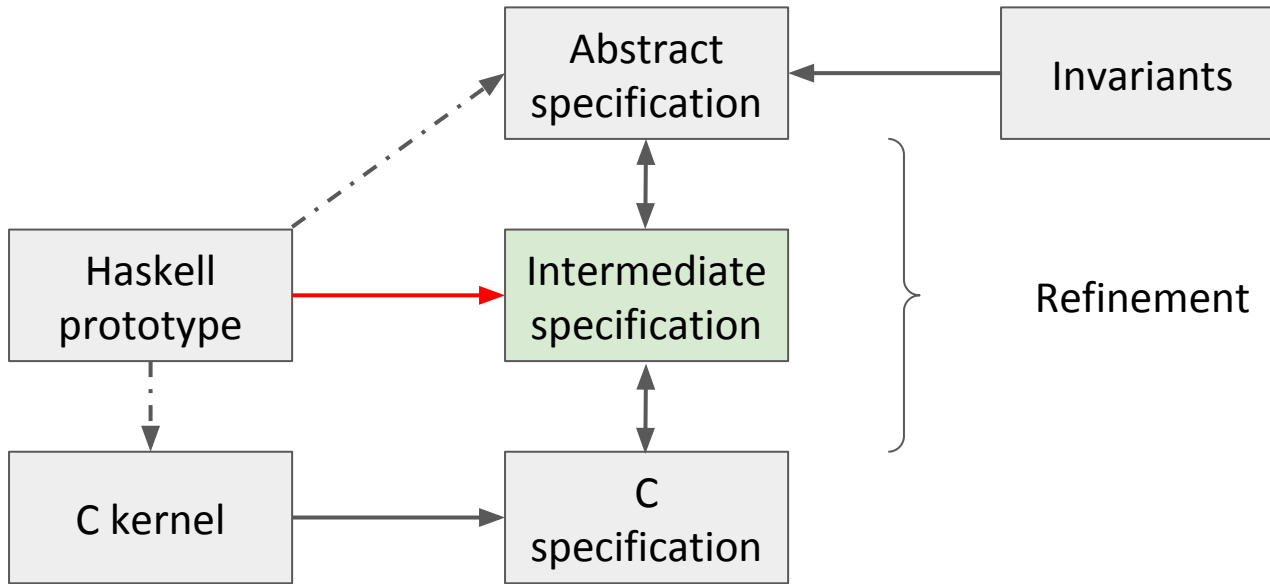 Abstract
specification
Invariants
Haskell
prototype
Intermediate
specification
Refinement
C kernel
C
specification